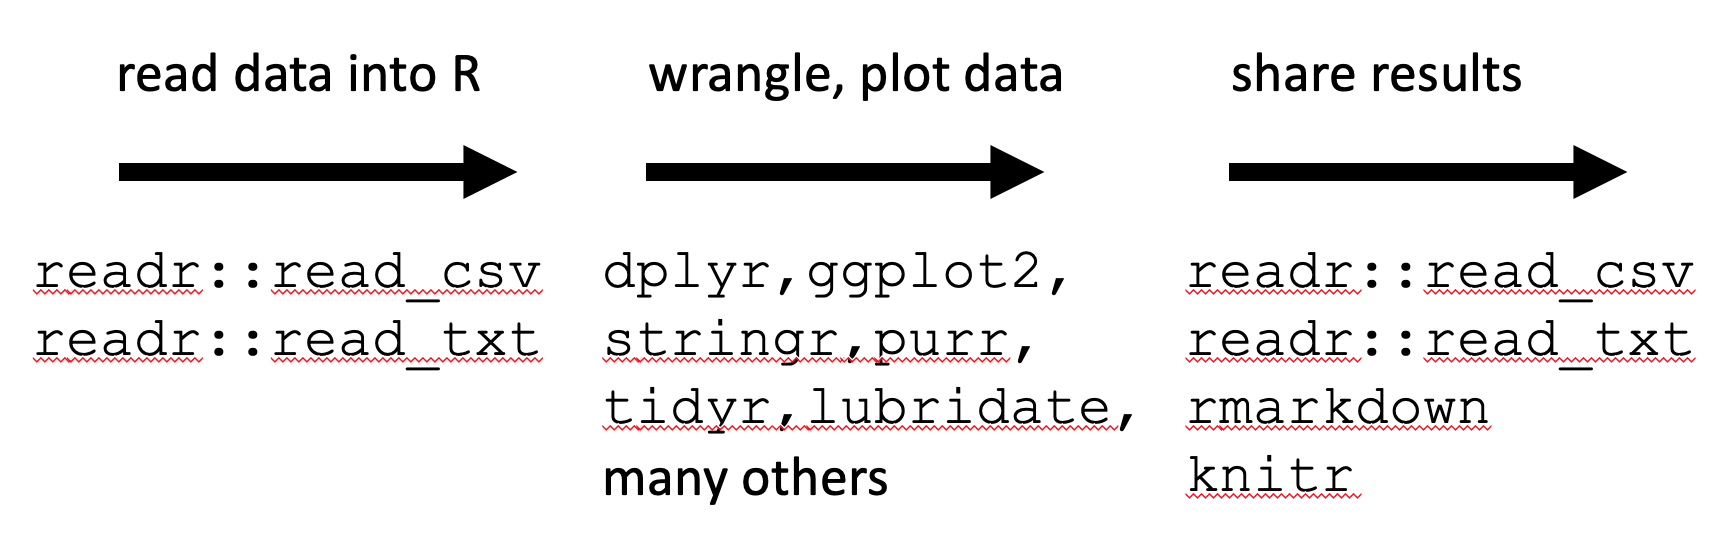 read data into R
readr::read_csv
readr::read_txt
wrangle, plot data
dplyr,ggplot2,
stringr,purr,
tidyr,lubridate,
many others
share results
readr::read_csv
readr::read_txt
rmarkdown
knitr